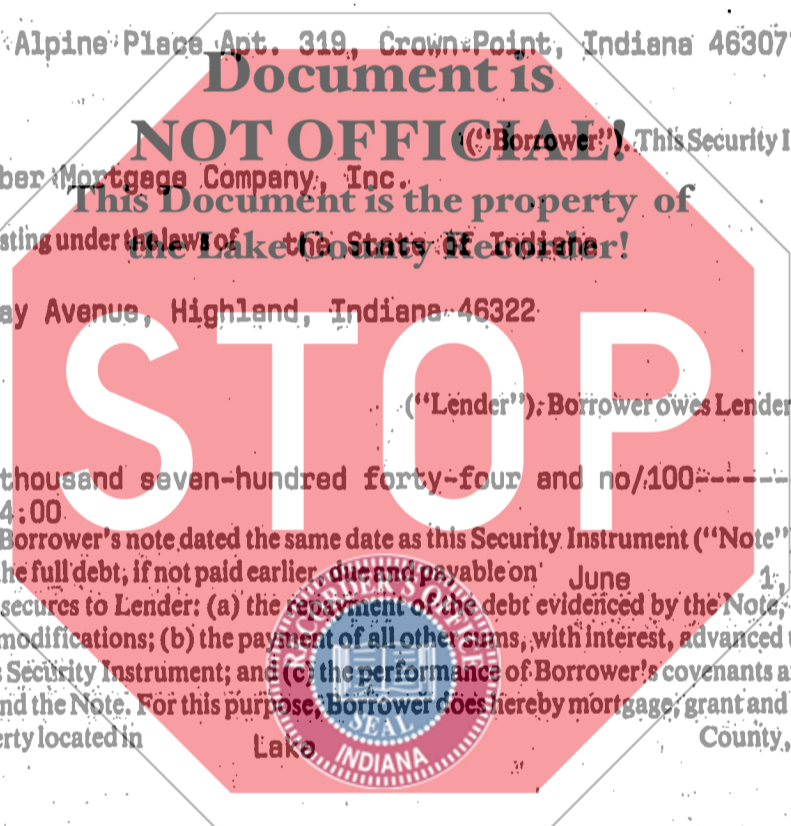 Alpine Place Apt. 319, Crown Point, Indiana 46307
Document is
NOT OFFICIAL!
("Borrower"). This Security I
ber Mortgage Company, Inc.
This Document is the property of
sting under the laws of the State of Indiana
the Lake County Recorder!
ay Avenue, Highland, Indiana 46322
STOP
("Lender"). Borrower owes Lender
thousand seven-hundred forty-four and no/100------
4.00
Borrower's note dated the same date as this Security Instrument ("Note")
he full debt, if not paid earlier, due and payable on June 1,
secures to Lender: (a) the repayment of the debt evidenced by the Note,
modifications; (b) the payment of all other sums, with interest, advanced
Security Instrument; and (c) the performance of Borrower's covenants a
nd the Note. For this purpose, Borrower does hereby mortgage, grant and
erty located in Lake County,
RECORDER'S OFFICE
SEAL
INDIANA